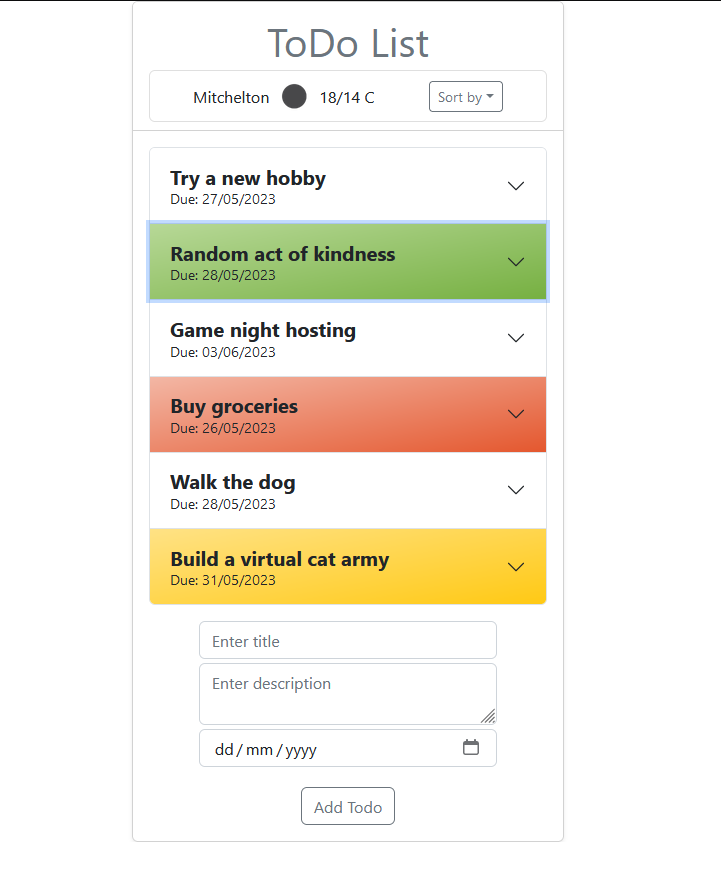 ToDo List
Mitchelton 18/14 C Sort by
Try a new hobby
Due: 27/05/2023
Random act of kindness
Due: 28/05/2023
Game night hosting
Due: 03/06/2023
Buy groceries
Due: 26/05/2023
Walk the dog
Due: 28/05/2023
Build a virtual cat army
Due: 31/05/2023
Enter title
Enter description
dd/mm/yyyy
Add Todo